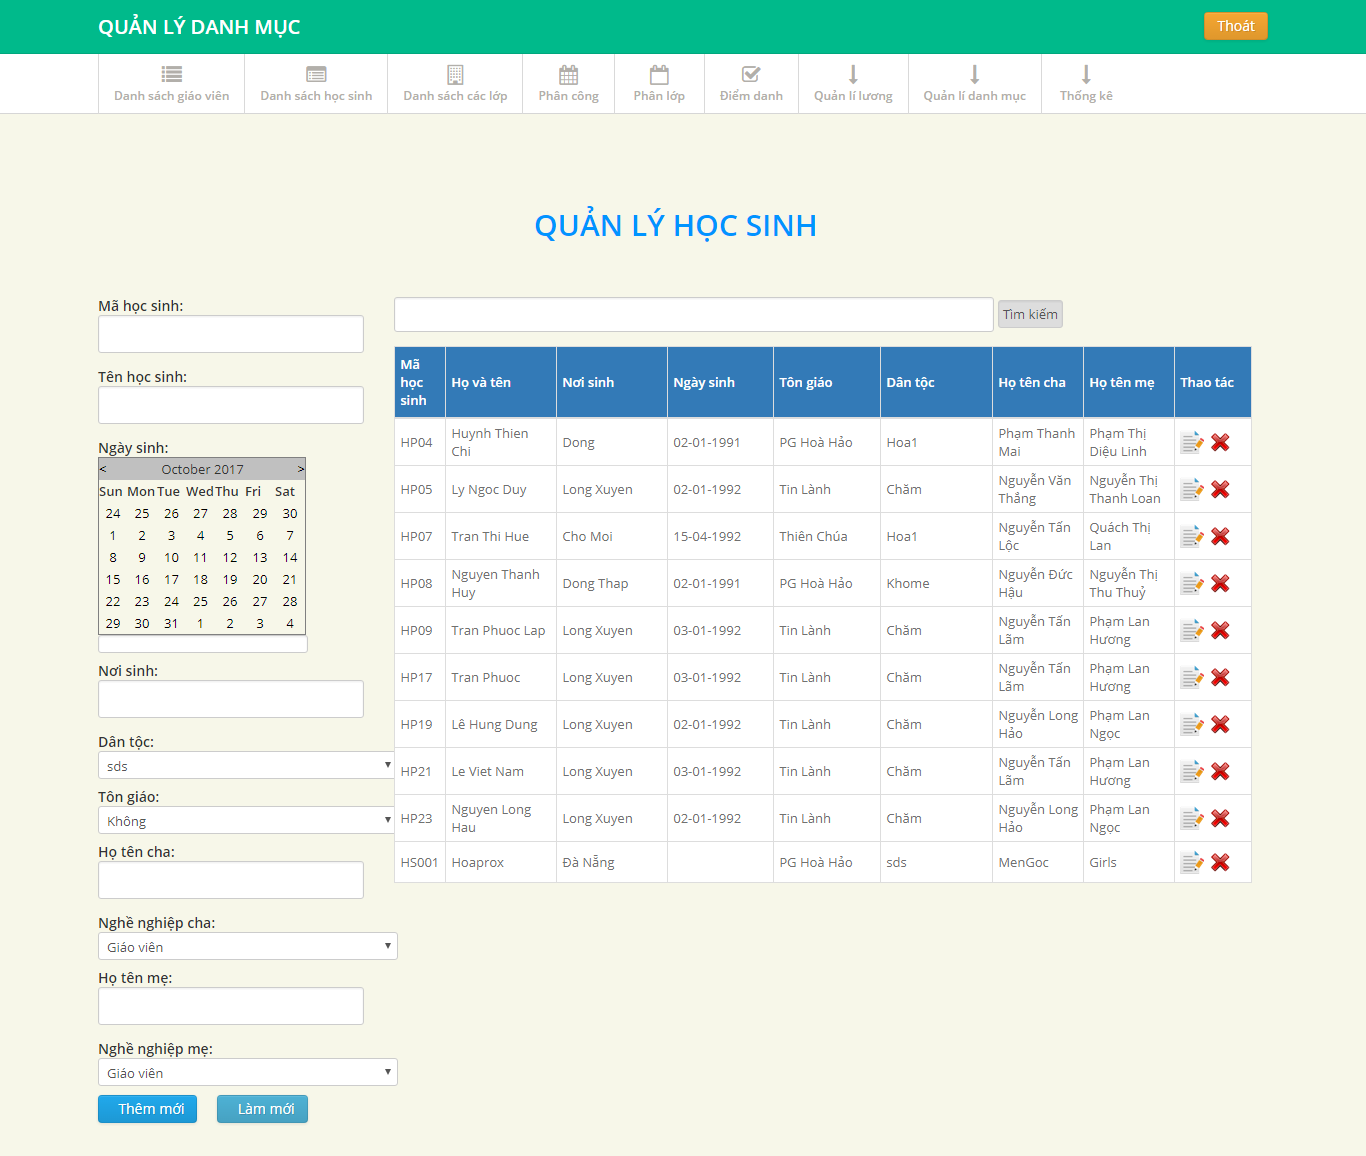 QUẢN LÝ DANH MỤC
Thoát
Danh sách giáo viên
Danh sách học sinh
Danh sách các lớp
Phân công
Phân lớp
Điểm danh
Quản lí lương
Quản lí danh mục
Thống kê
QUẢN LÝ HỌC SINH
Mã học sinh:
Tên học sinh:
Ngày sinh:
< October 2017 >
Sun Mon Tue Wed Thu Fri Sat
24 25 26 27 28 29 30
1 2 3 4 5 6 7
8 9 10 11 12 13 14
15 16 17 18 19 20 21
22 23 24 25 26 27 28
29 30 31 1 2 3 4
Nơi sinh:
Dân tộc:
sds
Tôn giáo:
Không
Họ tên cha:
Nghề nghiệp cha:
Giáo viên
Họ tên mẹ:
Nghề nghiệp mẹ:
Giáo viên
Thêm mới
Làm mới
Tìm kiếm
Mã học sinh Họ và tên Nơi sinh Ngày sinh Tôn giáo Dân tộc Họ tên cha Họ tên mẹ Thao tác
HP04 Huynh Thien Chi Dong 02-01-1991 PG Hoà Hảo Hoa1 Phạm Thanh Mai Phạm Thị Diệu Linh
HP05 Ly Ngoc Duy Long Xuyen 02-01-1992 Tin Lành Chăm Nguyễn Văn Thắng Nguyễn Thị Thanh Loan
HP07 Tran Thi Hue Cho Moi 15-04-1992 Thiên Chúa Hoa1 Nguyễn Tấn Lộc Quách Thị Lan
HP08 Nguyen Thanh Huy Dong Thap 02-01-1991 PG Hoà Hảo Khome Nguyễn Đức Hậu Nguyễn Thị Thu Thuỷ
HP09 Tran Phuoc Lap Long Xuyen 03-01-1992 Tin Lành Chăm Nguyễn Tấn Lãm Phạm Lan Hương
HP17 Tran Phuoc Long Xuyen 03-01-1992 Tin Lành Chăm Nguyễn Tấn Lãm Phạm Lan Hương
HP19 Lê Hung Dung Long Xuyen 02-01-1992 Tin Lành Chăm Nguyễn Long Hảo Phạm Lan Ngọc
HP21 Le Viet Nam Long Xuyen 03-01-1992 Tin Lành Chăm Nguyễn Tấn Lãm Phạm Lan Hương
HP23 Nguyen Long Hau Long Xuyen 02-01-1992 Tin Lành Chăm Nguyễn Long Hảo Phạm Lan Ngọc
HS001 Hoaprox Đà Nẵng PG Hoà Hảo sds MenGoc Girls